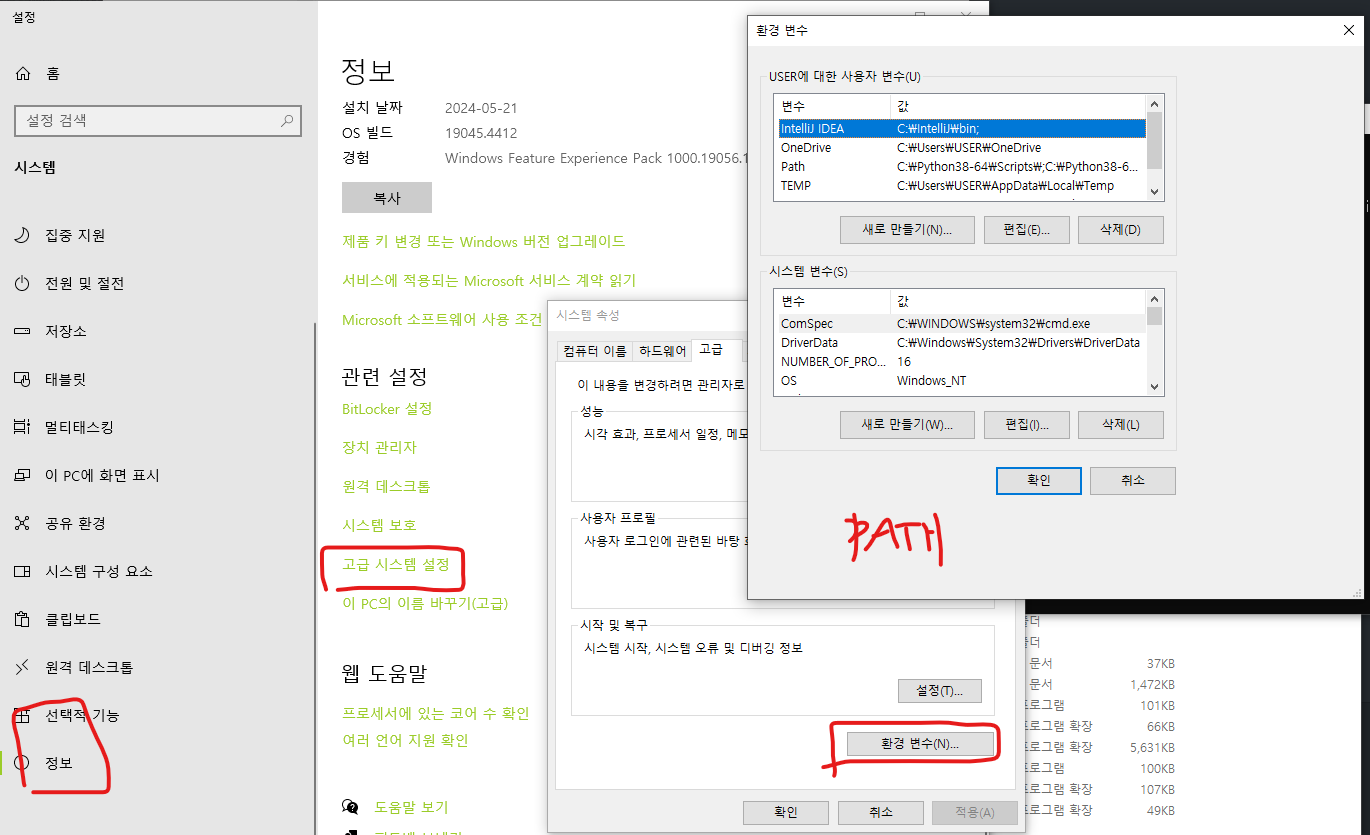 설정
홈
설정 검색
시스템
집중 지원
전원 및 절전
저장소
태블릿
멀티태스킹
이 PC에 화면 표시
공유 환경
시스템 구성 요소
클립보드
원격 데스크톱
선택적 기능
정보
정보
설치 날짜 2024-05-21
OS 빌드 19045.4412
경험 Windows Feature Experience Pack 1000.19056.1
복사
제품 키 변경 또는 Windows 버전 업그레이드
서비스에 적용되는 Microsoft 서비스 계약 읽기
Microsoft 소프트웨어 사용 조건
관련 설정
BitLocker 설정
장치 관리자
원격 데스크톱
시스템 보호
고급 시스템 설정
이 PC의 이름 바꾸기(고급)
웹 도움말
프로세서에 있는 코어 수 확인
여러 언어 지원 확인
도움말 보기
시스템 속성
컴퓨터 이름 하드웨어 고급
이 내용을 변경하려면 관리자로
성능
시각 효과, 프로세서 일정, 메모
사용자 프로필
사용자 로그인에 관련된 바탕
시작 및 복구
시스템 시작, 시스템 오류 및 디버깅 정보
설정(T)...
환경 변수(N)...
확인 취소 적용(A)
환경 변수
USER에 대한 사용자 변수(U)
변수 값
IntelliJ IDEA C:₩IntelliJ₩bin;
OneDrive C:₩Users₩USER₩OneDrive
Path C:₩Python38-64₩Scripts₩;C:₩Python38-6...
TEMP C:₩Users₩USER₩AppData₩Local₩Temp
새로 만들기(N)... 편집(E)... 삭제(D)
시스템 변수(S)
변수 값
ComSpec C:₩WINDOWS₩system32₩cmd.exe
DriverData C:₩Windows₩System32₩Drivers₩DriverData
NUMBER_OF_PRO... 16
OS Windows_NT
새로 만들기(W)... 편집(I)... 삭제(L)
확인 취소
PATH
더
더
문서 37KB
문서 1,472KB
프로그램 101KB
프로그램 확장 66KB
프로그램 확장 5,631KB
프로그램 100KB
프로그램 확장 107KB
프로그램 확장 49KB